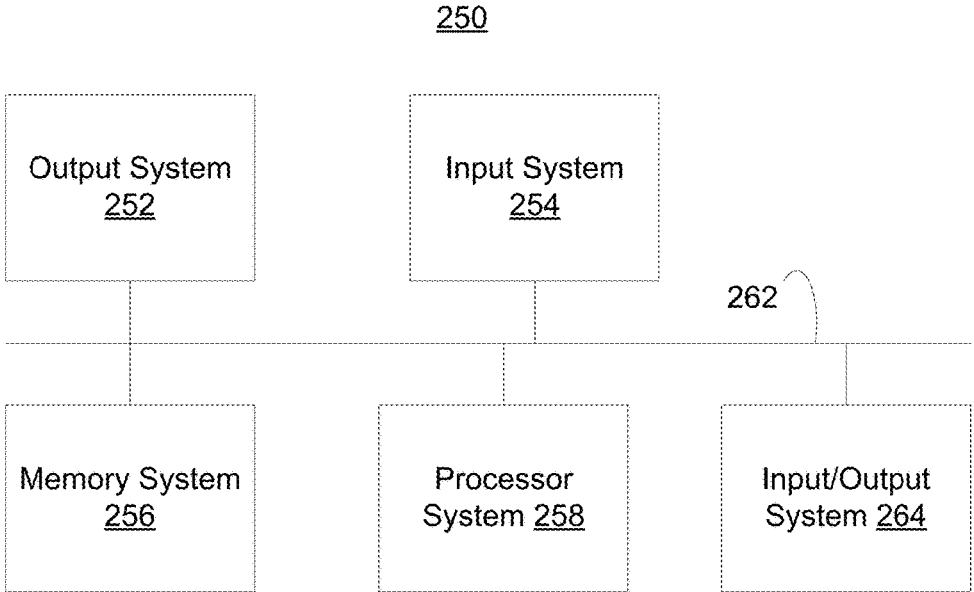 250
Output System
252
Input System
254
262
Memory System
256
Processor
System 258
Input/Output
System 264